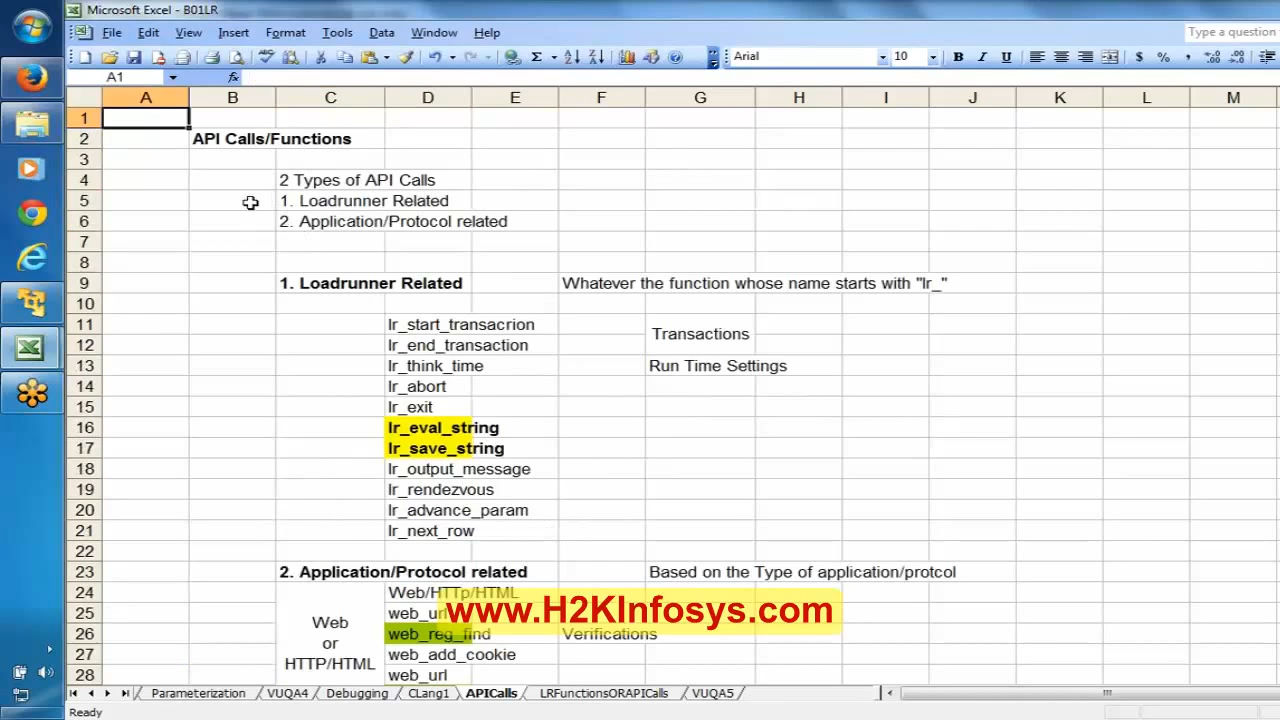 Microsoft Excel - B01LR
File Edit View Insert Format Tools Data Window Help
Type a question
Arial 10 B I U $ %
A1 fx
A B C D E F G H I J K L M
1
2 API Calls/Functions
3
4 2 Types of API Calls
5 1. Loadrunner Related
6 2. Application/Protocol related
7
8
9 1. Loadrunner Related Whatever the function whose name starts with "lr_"
10
11 lr_start_transacrion
Transactions
12 lr_end_transaction
13 lr_think_time Run Time Settings
14 lr_abort
15 lr_exit
16 lr_eval_string
17 lr_save_string
18 lr_output_message
19 lr_rendezvous
20 lr_advance_param
21 lr_next_row
22
23 2. Application/Protocol related Based on the Type of application/protcol
24 Web/HTTp/HTML
www.H2KInfosys.com
25 Web web_url
26 or web_reg_find Verifications
27 HTTP/HTML web_add_cookie
28 web_url
Parameterization VUQA4 Debugging CLang1 APICalls LRFunctionsORAPICalls VUQA5
Ready